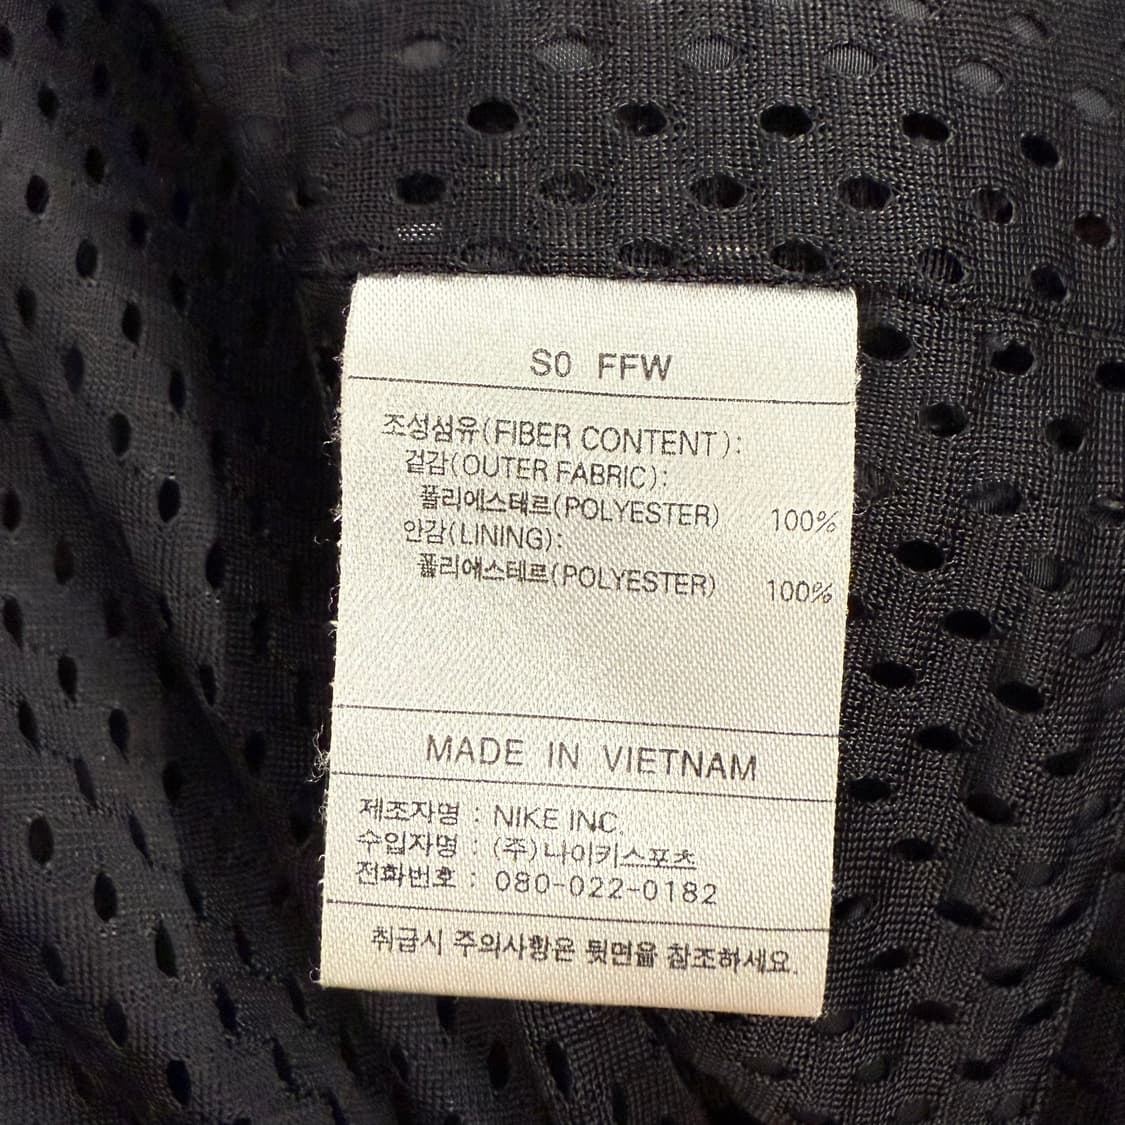 S0 FFW
조성섬유(FIBER CONTENT):
겉감(OUTER FABRIC):
폴리에스테르(POLYESTER) 100%
안감(LINING):
폴리에스테르(POLYESTER) 100%
MADE IN VIETNAM
제조자명 : NIKE INC.
수입자명 : (주)나이키스포츠
전화번호 : 080-022-0182
취급시 주의사항은 뒷면을 참조하세요.